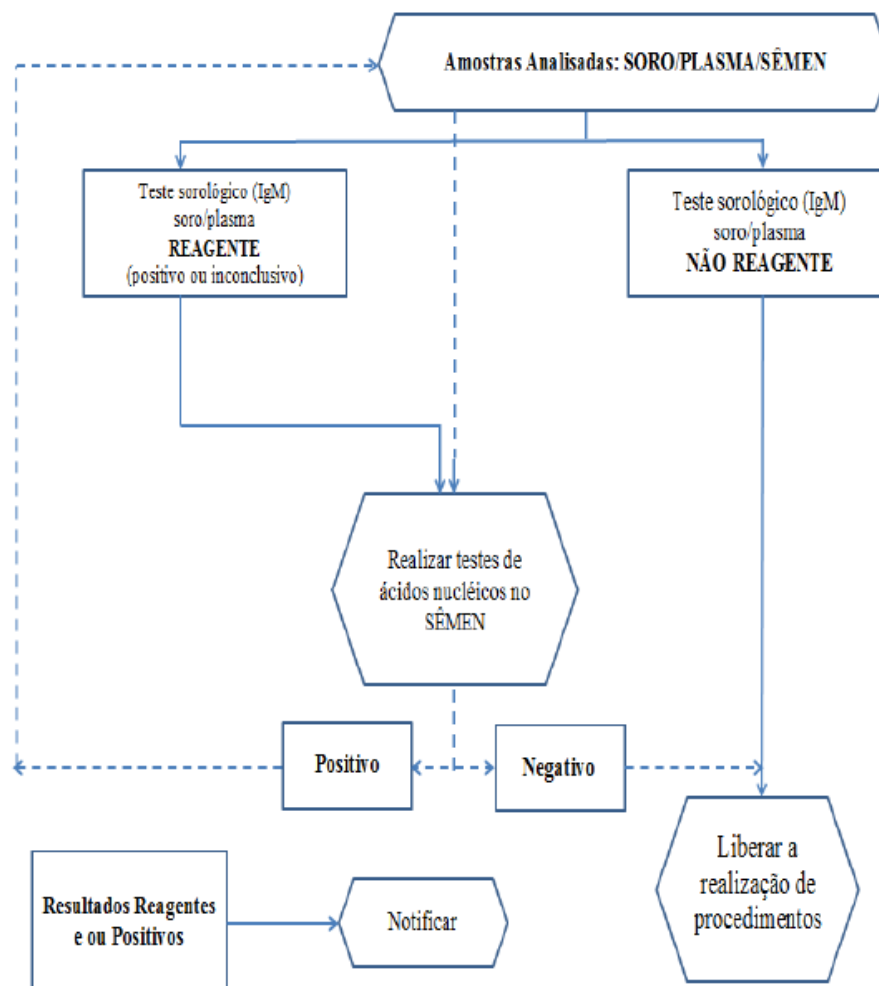 Amostras Analisadas: SORO/PLASMA/SÊMEN
Teste sorológico (IgM)
soro/plasma
REAGENTE
(positivo ou inconclusivo)
Teste sorológico (IgM)
soro/plasma
NÃO REAGENTE
Realizar testes de
ácidos nucléicos no
SÊMEN
Positivo
Negativo
Liberar a
realização de
procedimentos
Resultados Reagentes
e ou Positivos
Notificar